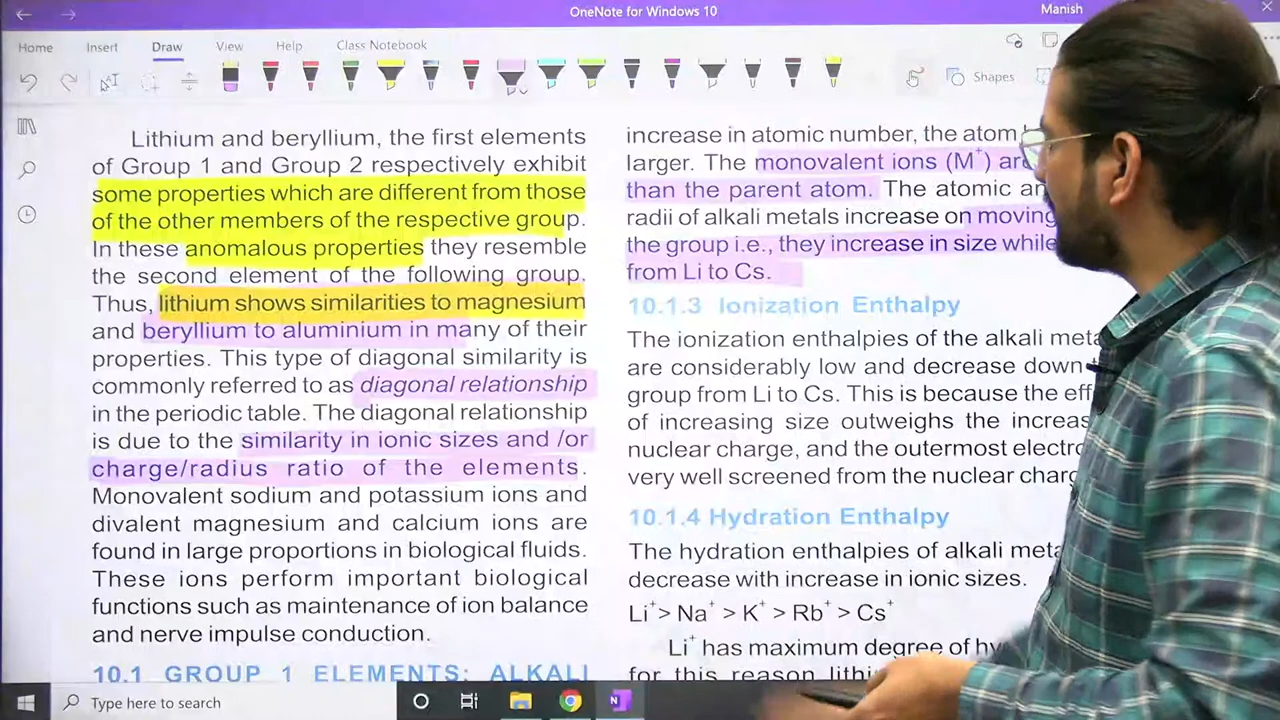 OneNote for Windows 10
Manish
Home Insert Draw View Help Class Notebook
Shapes
Lithium and beryllium, the first elements
of Group 1 and Group 2 respectively exhibit
some properties which are different from those
of the other members of the respective group.
In these anomalous properties they resemble
the second element of the following group.
Thus, lithium shows similarities to magnesium
and beryllium to aluminium in many of their
properties. This type of diagonal similarity is
commonly referred to as diagonal relationship
in the periodic table. The diagonal relationship
is due to the similarity in ionic sizes and /or
charge/radius ratio of the elements.
Monovalent sodium and potassium ions and
divalent magnesium and calcium ions are
found in large proportions in biological fluids.
These ions perform important biological
functions such as maintenance of ion balance
and nerve impulse conduction.
10.1 GROUP 1 ELEMENTS: ALKALI
increase in atomic number, the atom
larger. The monovalent ions (M⁺) are
than the parent atom. The atomic
radii of alkali metals increase on moving
the group i.e., they increase in size while
from Li to Cs.
10.1.3 Ionization Enthalpy
The ionization enthalpies of the alkali
are considerably low and decrease down
group from Li to Cs. This is because the
of increasing size outweighs the
nuclear charge, and the outermost
very well screened from the nuclear
10.1.4 Hydration Enthalpy
The hydration enthalpies of alkali
decrease with increase in ionic sizes.
Li⁺> Na⁺ > K⁺ > Rb⁺ > Cs⁺
Li⁺ has maximum degree of
for this reason
Type here to search